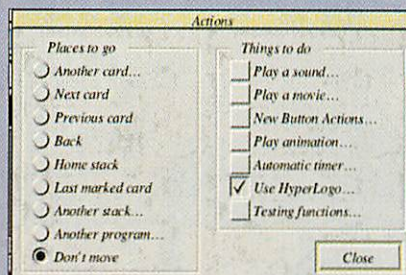 Actions
Places to go
Another card...
Next card
Previous card
Back
Home stack
Last marked card
Another stack...
Another program...
Don't move
Things to do
Play a sound...
Play a movie...
New Button Actions...
Play animation...
Automatic timer...
Use HyperLogo...
Testing functions...
Close